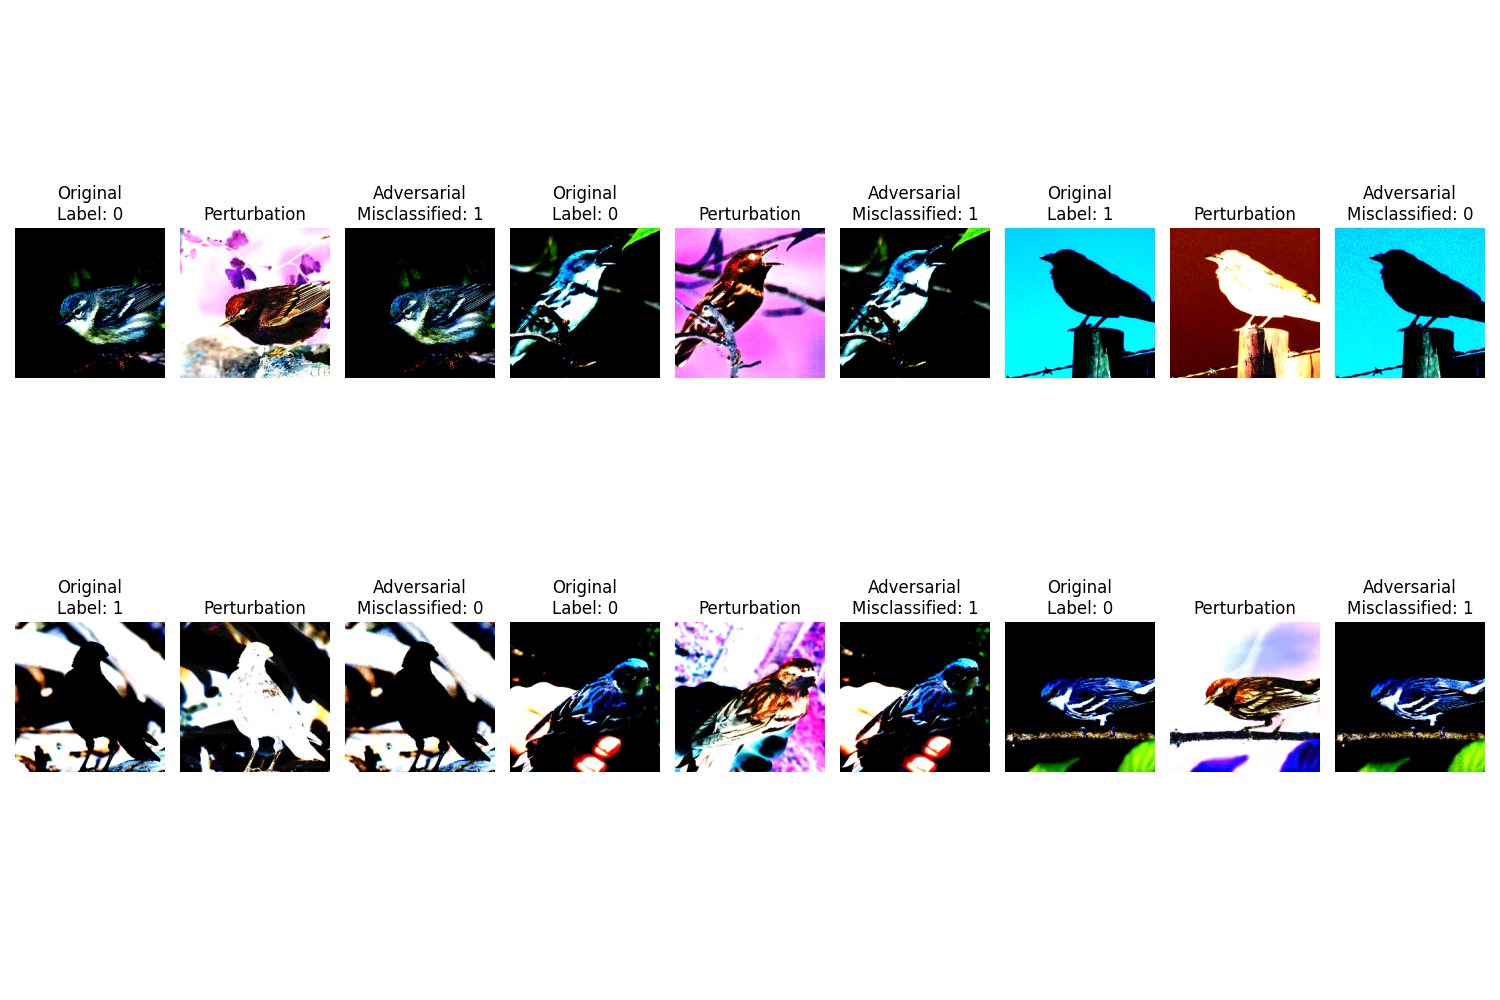 Original
Label: 0
Perturbation
Adversarial
Misclassified: 1
Original
Label: 0
Perturbation
Adversarial
Misclassified: 1
Original
Label: 1
Perturbation
Adversarial
Misclassified: 0
Original
Label: 1
Perturbation
Adversarial
Misclassified: 0
Original
Label: 0
Perturbation
Adversarial
Misclassified: 1
Original
Label: 0
Perturbation
Adversarial
Misclassified: 1